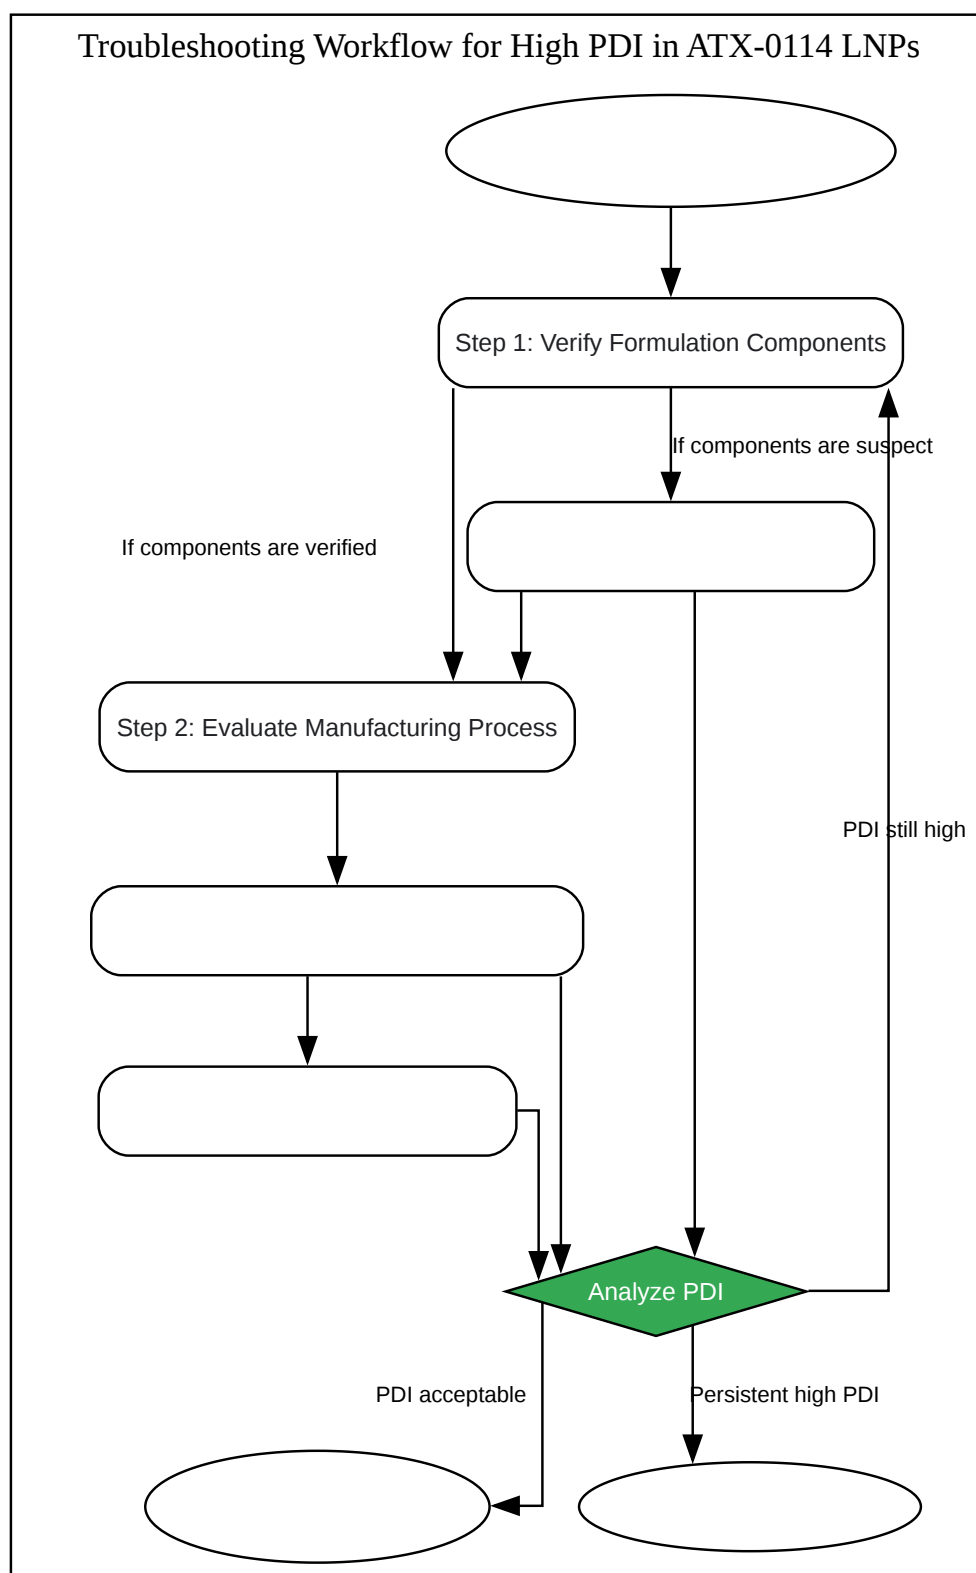 Troubleshooting Workflow for High PDI in ATX-0114 LNPs
Step 1: Verify Formulation Components
If components are suspect
If components are verified
Step 2: Evaluate Manufacturing Process
PDI still high
Analyze PDI
PDI acceptable
Persistent high PDI